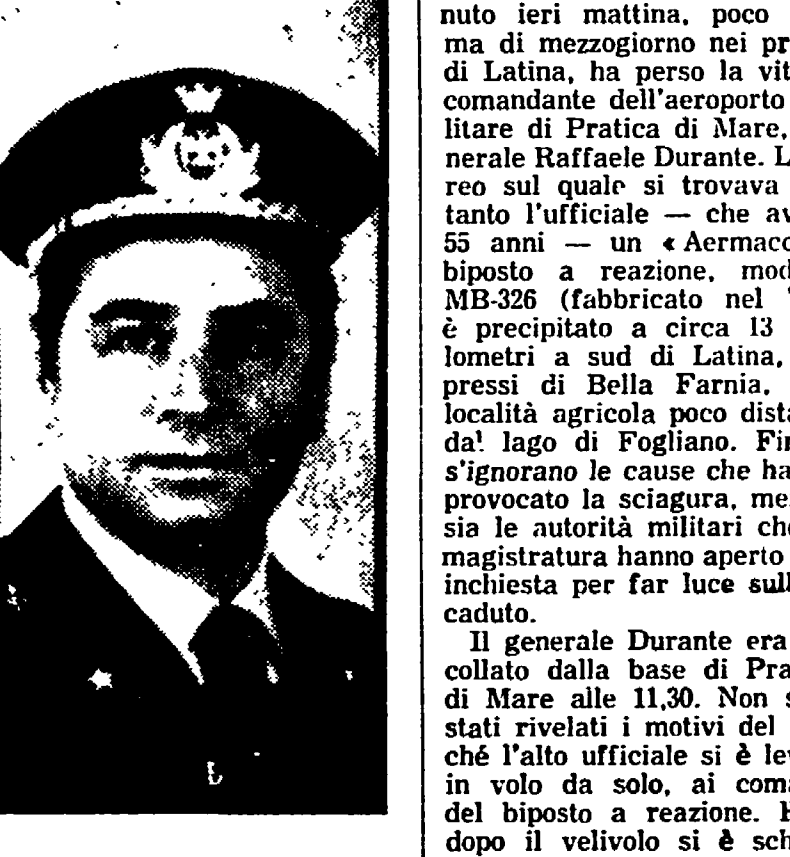 nuto ieri mattina, poco
ma di mezzogiorno nei pr
di Latina, ha perso la vit
comandante dell'aeroporto
litare di Pratica di Mare,
nerale Raffaele Durante. L
reo sul quale si trovava
tanto l'ufficiale — che av
55 anni — un « Aermacc
biposto a reazione, mod
MB-326 (fabbricato nel '
è precipitato a circa 13
lometri a sud di Latina,
pressi di Bella Farnia,
località agricola poco dista
dal lago di Fogliano. Fin
s'ignorano le cause che ha
provocato la sciagura, me
sia le autorità militari che
magistratura hanno aperto
inchiesta per far luce sull
caduto.
Il generale Durante era
collato dalla base di Pra
di Mare alle 11,30. Non s
stati rivelati i motivi del
ché l'alto ufficiale si è lev
in volo da solo, ai coma
del biposto a reazione. H
dopo il velivolo si è sch